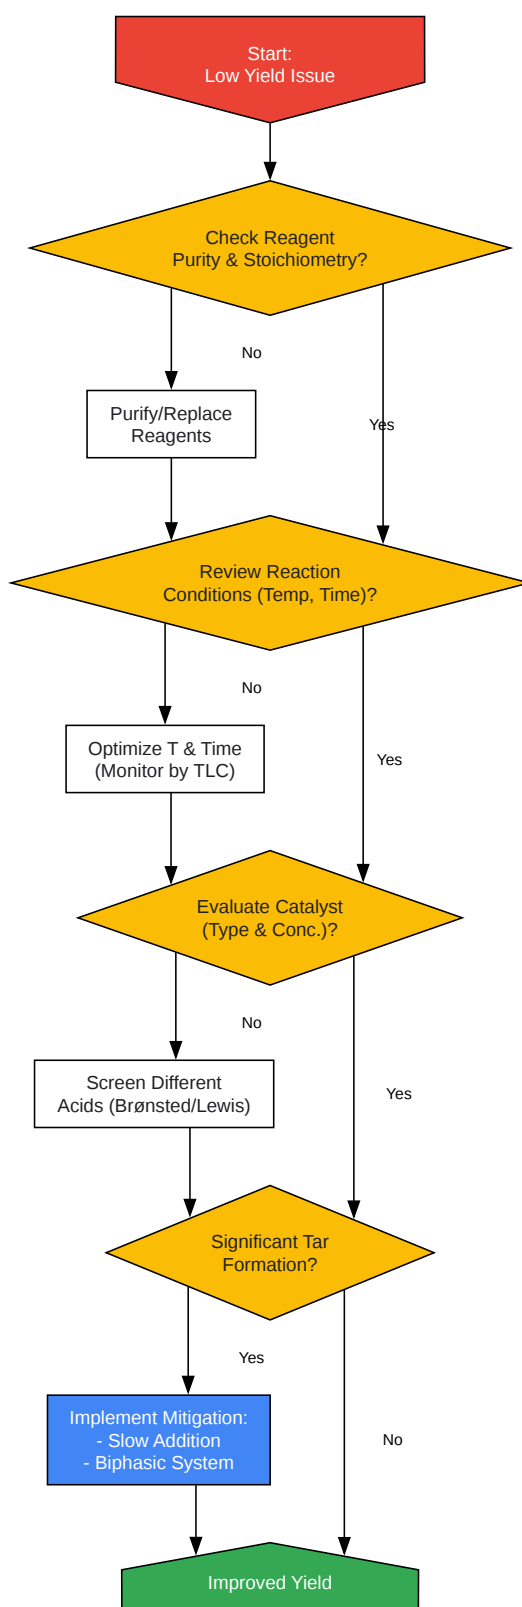 Start:
Low Yield Issue
Check Reagent
Purity & Stoichiometry?
No
Purify/Replace
Reagents
Yes
Review Reaction
Conditions (Temp, Time)?
No
Optimize T & Time
(Monitor by TLC)
Yes
Evaluate Catalyst
(Type & Conc.)?
No
Screen Different
Acids (Brønsted/Lewis)
Yes
Significant Tar
Formation?
Yes
Implement Mitigation:
- Slow Addition
- Biphasic System
No
Improved Yield